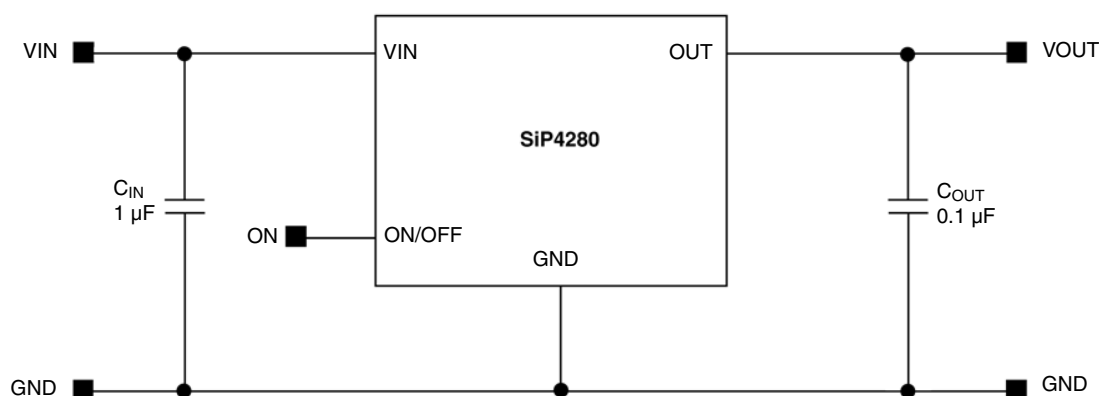 VIN
VIN
OUT
VOUT
SiP4280
CIN
1 µF
COUT
0.1 µF
ON
ON/OFF
GND
GND
GND